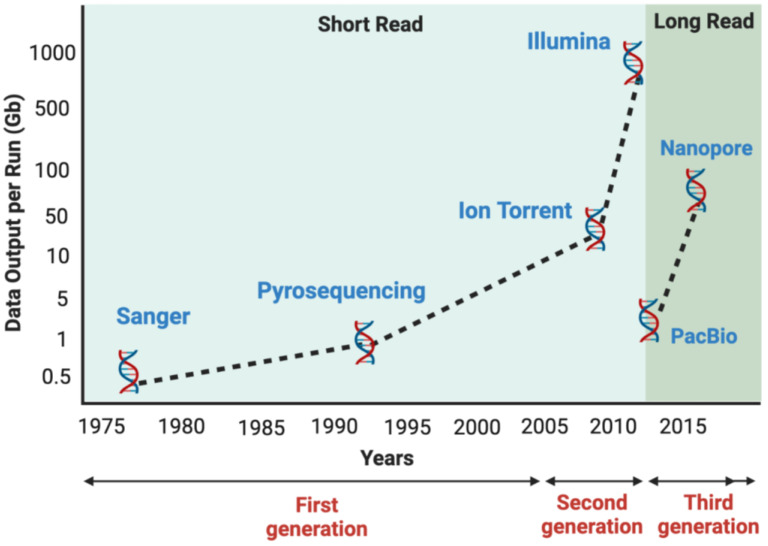 Short Read
Long Read
Data Output per Run (Gb)
1000
500
100
50
10
5
1
0.5
Sanger
Pyrosequencing
Ion Torrent
Illumina
Nanopore
PacBio
1975 1980 1985 1990 1995 2000 2005 2010 2015
Years
First
generation
Second
generation
Third
generation